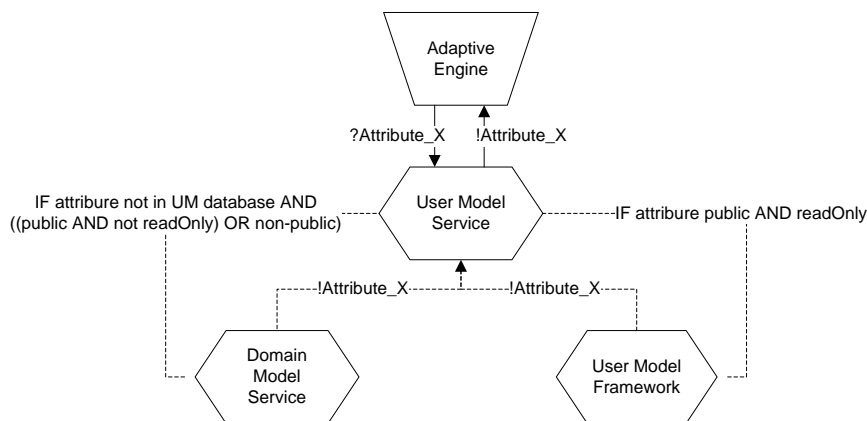 Adaptive
Engine
?Attribute_X
!Attribute_X
IF attribure not in UM database AND
((public AND not readOnly) OR non-public)
User Model
Service
IF attribure public AND readOnly
!Attribute_X
!Attribute_X
Domain
Model
Service
User Model
Framework